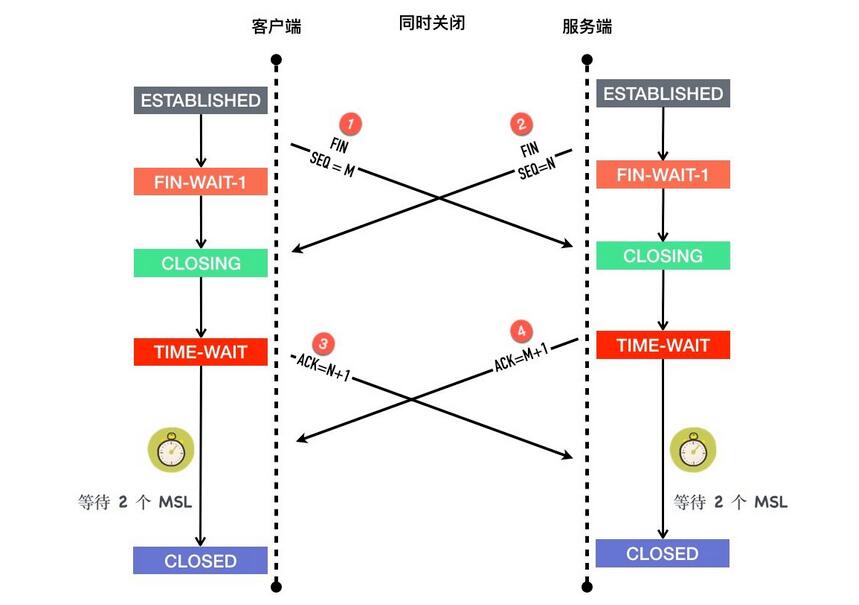 客户端
同时关闭
服务端
ESTABLISHED
ESTABLISHED
1
2
FIN
SEQ = M
FIN
SEQ=N
FIN-WAIT-1
FIN-WAIT-1
CLOSING
CLOSING
3
4
TIME-WAIT
TIME-WAIT
ACK=N+1
ACK=M+1
等待 2 个 MSL
等待 2 个 MSL
CLOSED
CLOSED